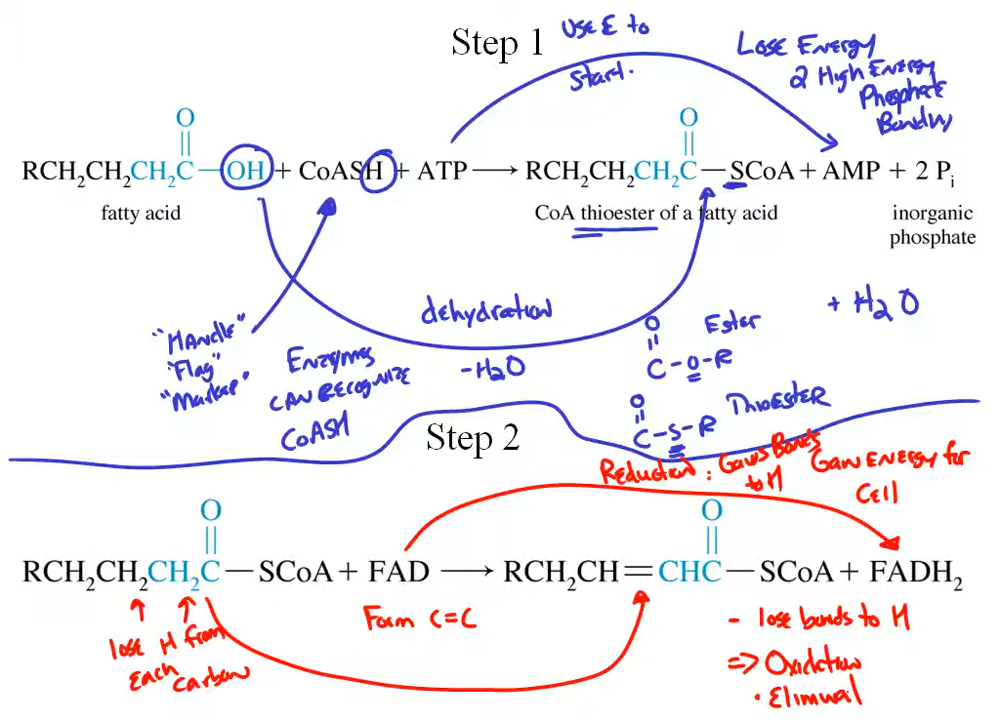 Step 1
Use E to
Start.
Lose Energy
2 High Energy
Phosphate
Bonding
O
O
RCH₂CH₂CH₂C—OH + CoASH + ATP ⟶ RCH₂CH₂CH₂C—SCoA + AMP + 2 Pᵢ
fatty acid
CoA thioester of a fatty acid
inorganic
phosphate
dehydration
-H₂O
+ H₂O
"Handle"
"Flag"
"Marker"
Enzymes
CAN RECOGNIZE
CoASH
O
C-O-R
Ester
O
C-S-R
Thioester
Step 2
Reduction: Gains Bonds
to H
Gain Energy for
Cell
O
O
RCH₂CH₂CH₂C—SCoA + FAD ⟶ RCH₂CH=CHC—SCoA + FADH₂
lose H from
Each Carbon
Form C=C
- lose bonds to H
=> Oxidation